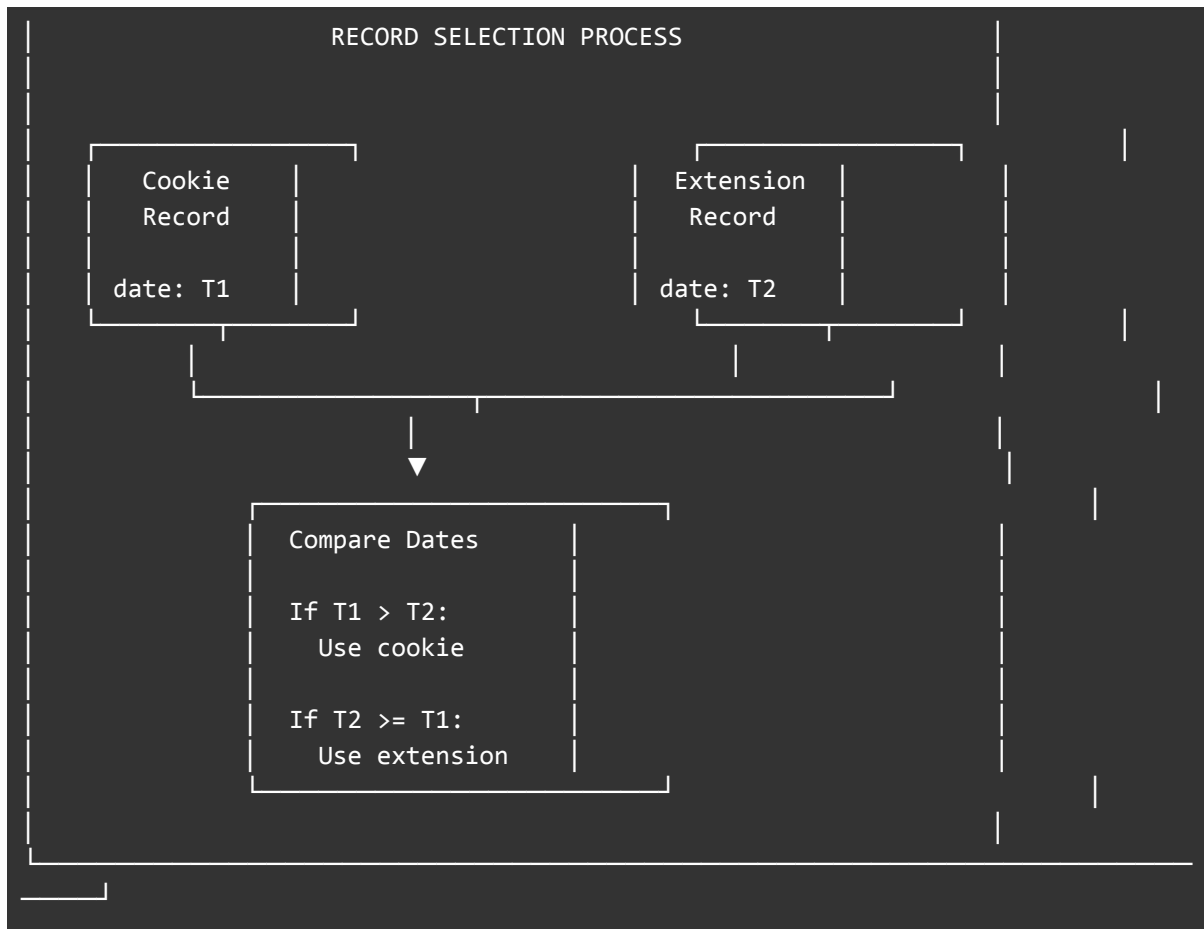 RECORD SELECTION PROCESS
Cookie Extension
Record Record
date: T1 date: T2
Compare Dates
If T1 > T2:
Use cookie
If T2 >= T1:
Use extension